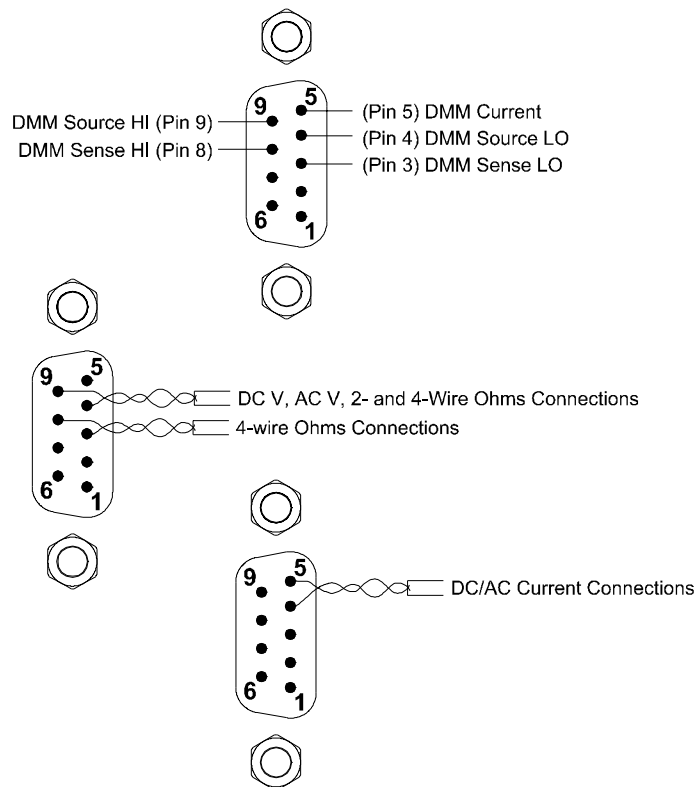 9
5
DMM Source HI (Pin 9)
(Pin 5) DMM Current
(Pin 4) DMM Source LO
DMM Sense HI (Pin 8)
(Pin 3) DMM Sense LO
6
1
9
5
DC V, AC V, 2- and 4-Wire Ohms Connections
4-wire Ohms Connections
6
1
9
5
DC/AC Current Connections
6
1